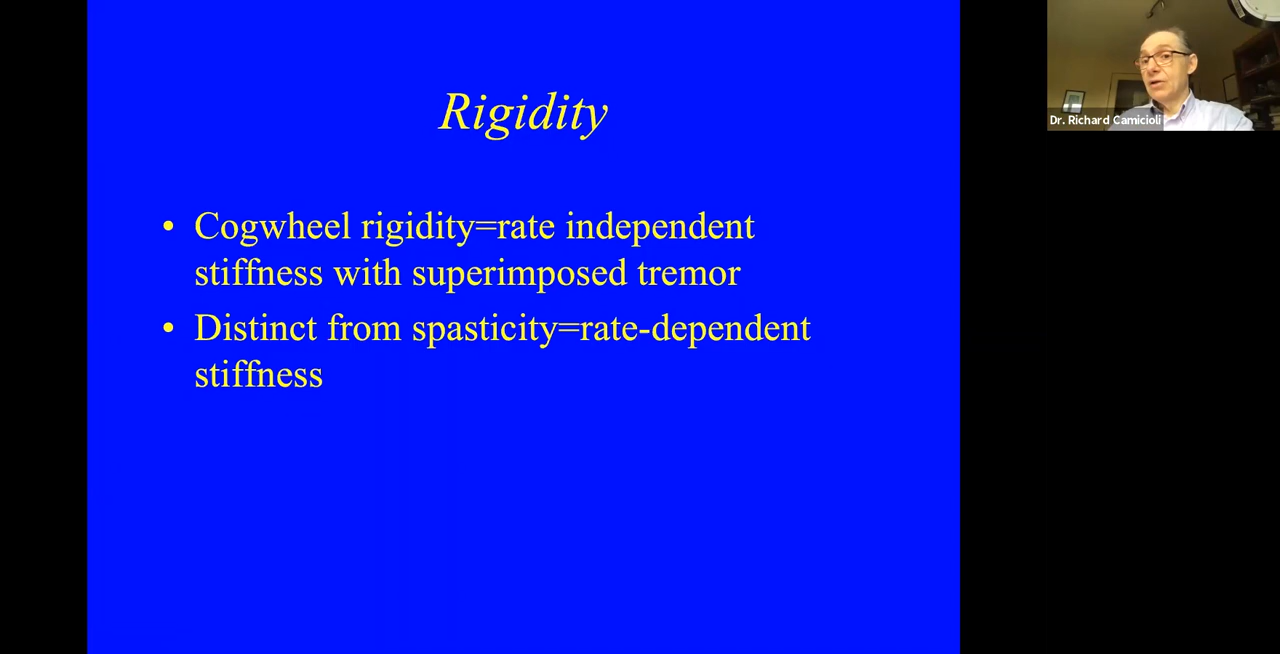 Rigidity
• Cogwheel rigidity=rate independent
stiffness with superimposed tremor
• Distinct from spasticity=rate-dependent
stiffness
Dr. Richard Camicioli